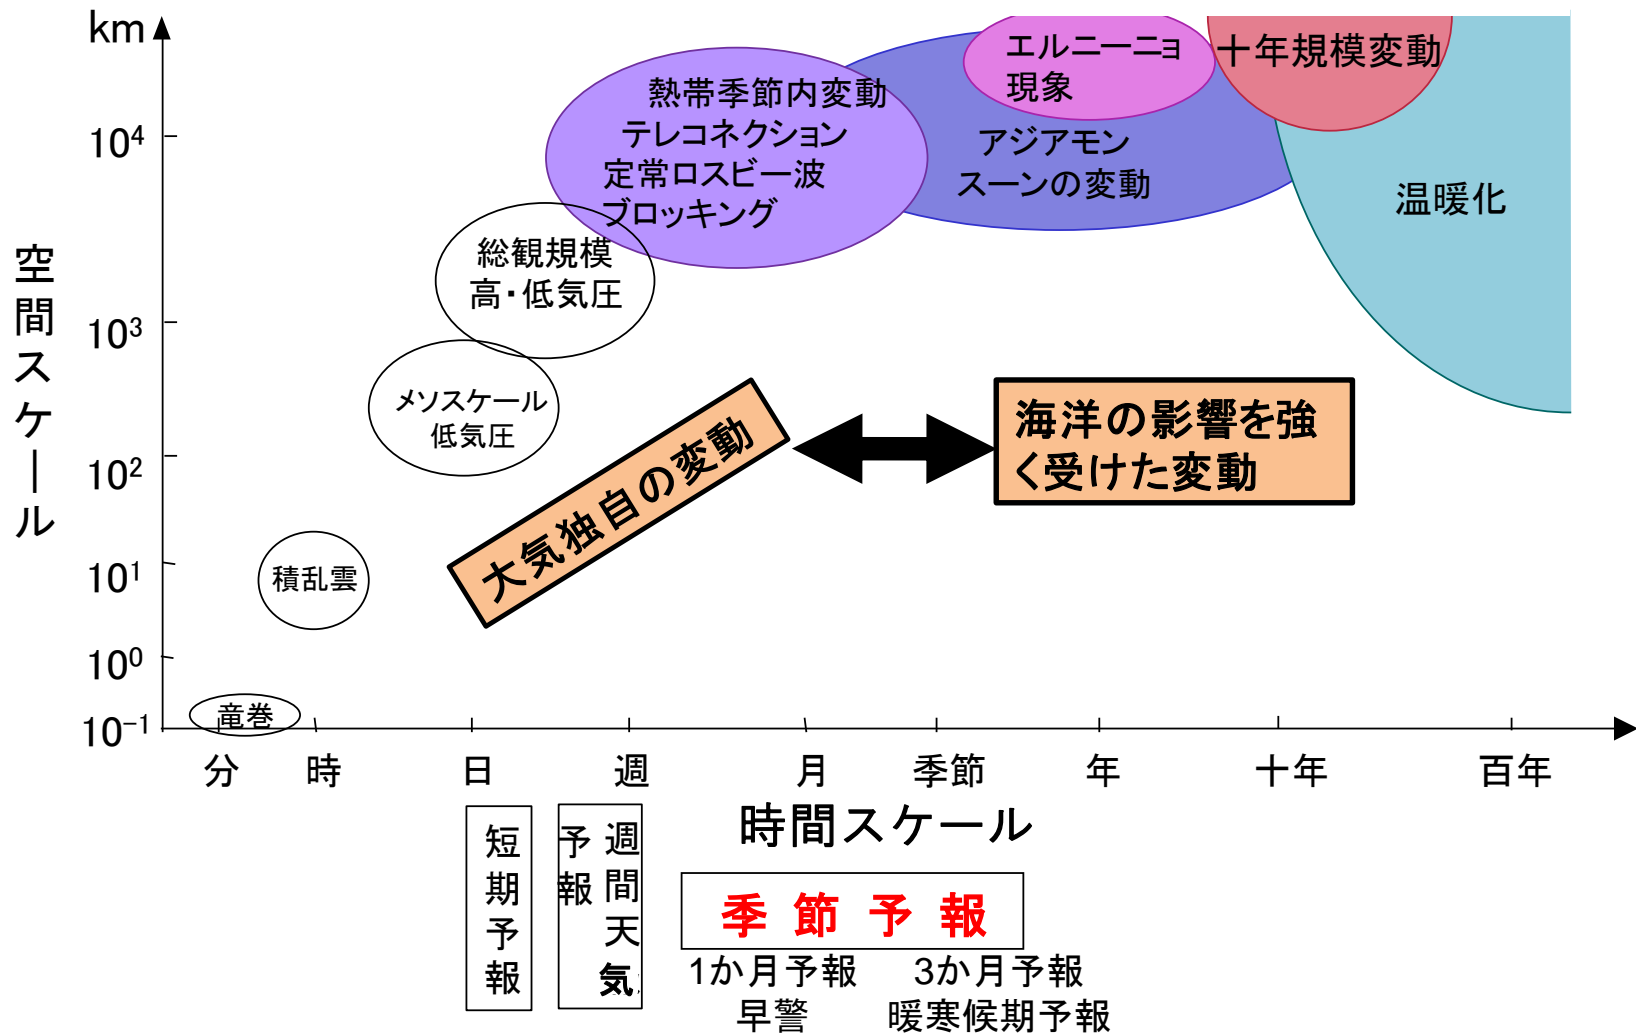 km
10⁴
10³
10²
10¹
10⁰
10⁻¹
空間スケール
熱帯季節内変動
テレコネクション
定常ロスビー波
ブロッキング
エルニーニョ
現象
十年規模変動
アジアモン
スーンの変動
温暖化
総観規模
高・低気圧
メソスケール
低気圧
積乱雲
竜巻
大気独自の変動
海洋の影響を強
く受けた変動
分
時
日
週
月
季節
年
十年
百年
時間スケール
短期予報
週間天気
予報
季節予報
1か月予報
早警
3か月予報
暖寒候期予報